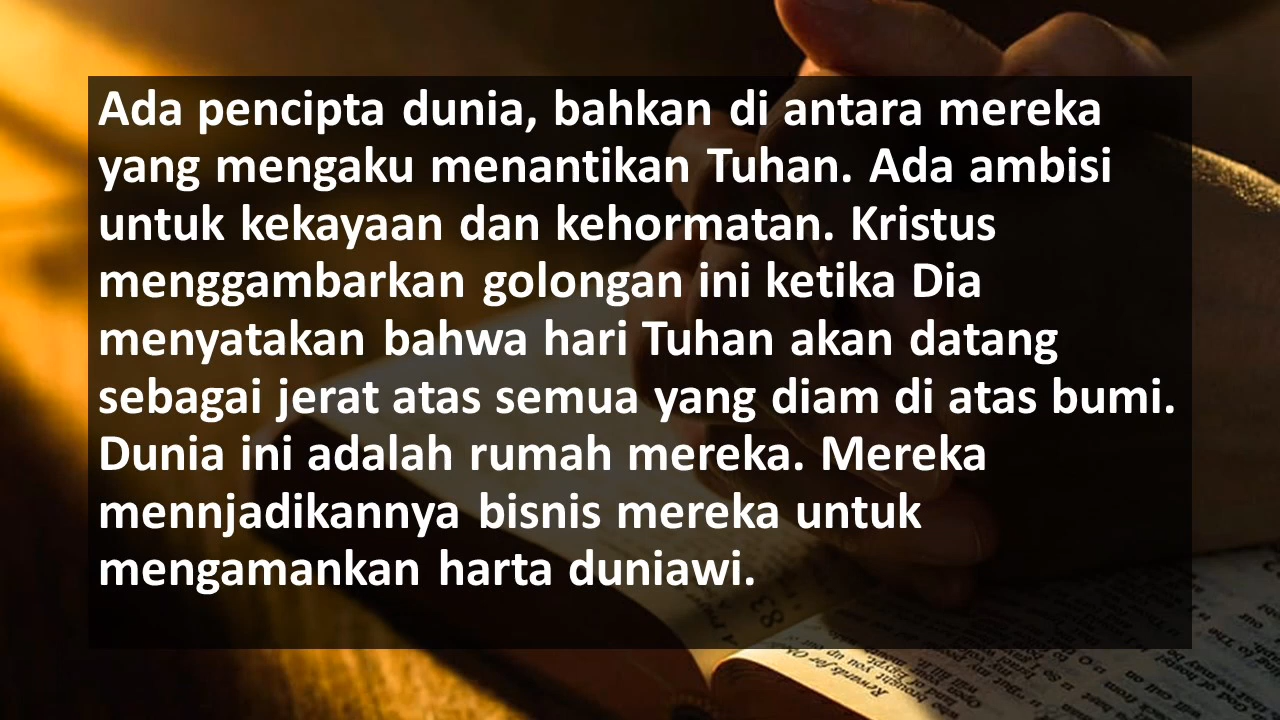 Ada pencipta dunia, bahkan di antara mereka
yang mengaku menantikan Tuhan. Ada ambisi
untuk kekayaan dan kehormatan. Kristus
menggambarkan golongan ini ketika Dia
menyatakan bahwa hari Tuhan akan datang
sebagai jerat atas semua yang diam di atas bumi.
Dunia ini adalah rumah mereka. Mereka
mennjadikannya bisnis mereka untuk
mengamankan harta duniawi.